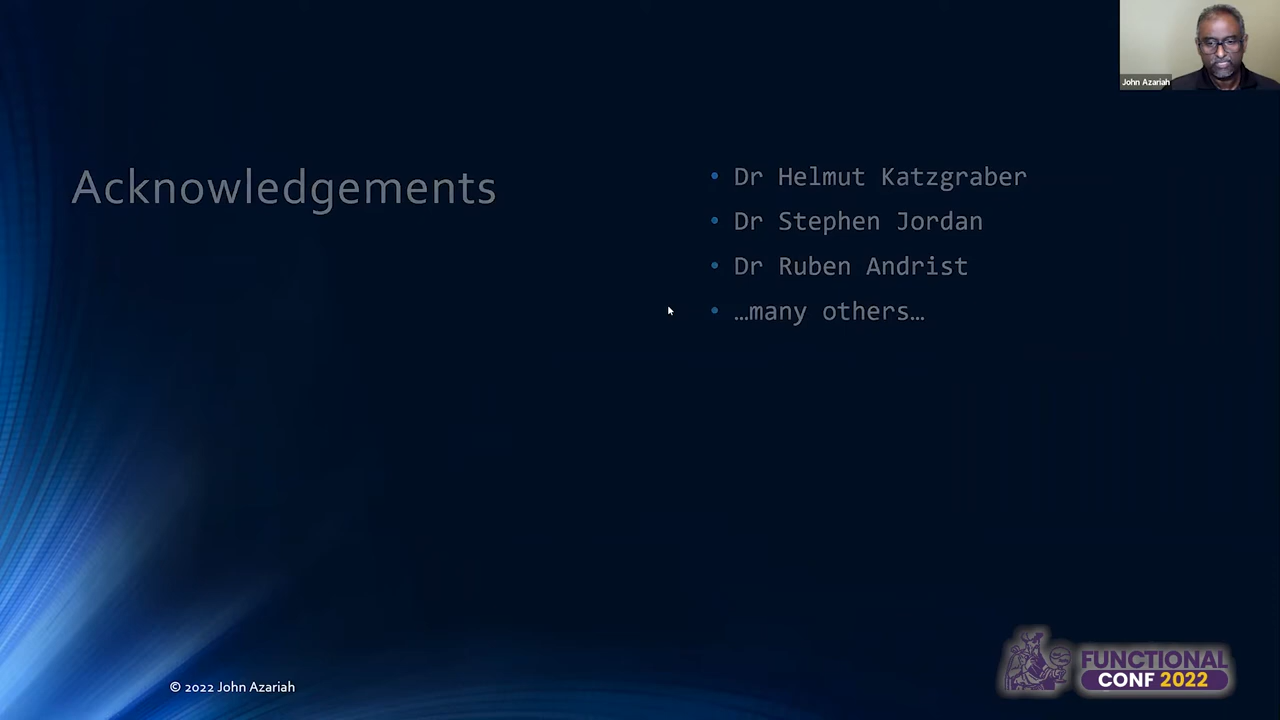 John Azariah
Acknowledgements
• Dr Helmut Katzgraber
• Dr Stephen Jordan
• Dr Ruben Andrist
• …many others…
© 2022 John Azariah
FUNCTIONAL
CONF 2022